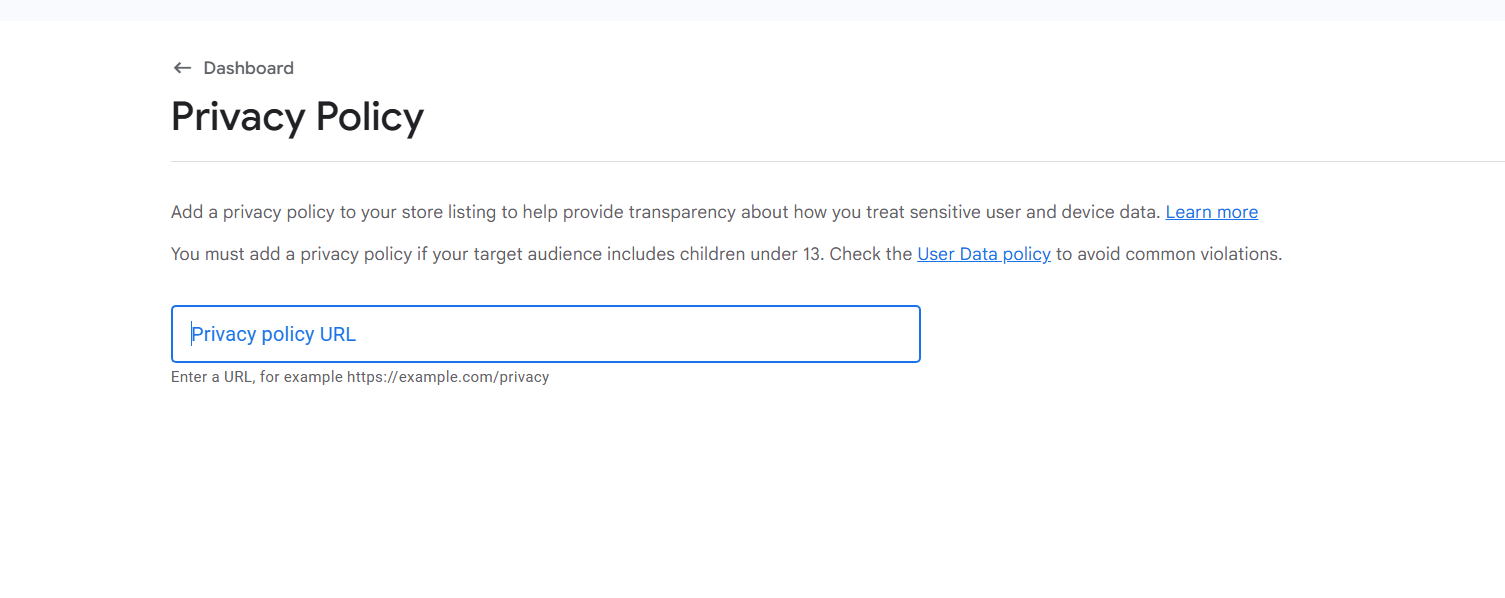 Dashboard
Privacy Policy
Add a privacy policy to your store listing to help provide transparency about how you treat sensitive user and device data. Learn more
You must add a privacy policy if your target audience includes children under 13. Check the User Data policy to avoid common violations.
Privacy policy URL
Enter a URL, for example https://example.com/privacy